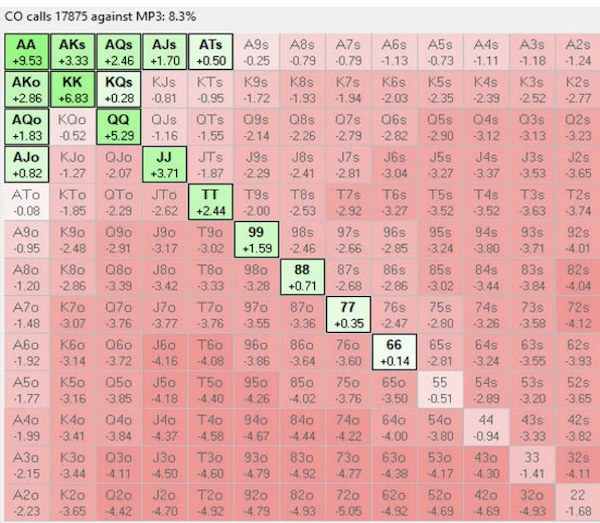 CO calls 17875 against MP3: 8.3%
AA AKs AQs AJs ATs A9s A8s A7s A6s A5s A4s A3s A2s
+9.53 +3.33 +2.46 +1.70 +0.50 -0.25 -0.79 -0.79 -1.13 -0.73 -1.11 -1.18 -1.24
AKo KK KQs KJs KTs K9s K8s K7s K6s K5s K4s K3s K2s
+2.86 +6.83 +0.28 -0.81 -0.95 -1.72 -1.93 -1.94 -2.03 -2.35 -2.39 -2.52 -2.77
AQo KQo QQ QJs QTs Q9s Q8s Q7s Q6s Q5s Q4s Q3s Q2s
+1.83 -0.52 +5.29 -1.16 -1.55 -2.14 -2.26 -2.79 -2.82 -2.90 -3.12 -3.13 -3.23
AJo KJo QJo JJ JTs J9s J8s J7s J6s J5s J4s J3s J2s
+0.82 -1.27 -2.07 +3.71 -1.87 -2.29 -2.41 -2.81 -3.04 -3.27 -3.37 -3.53 -3.65
ATo KTo QTo JTo TT T9s T8s T7s T6s T5s T4s T3s T2s
-0.08 -1.85 -2.29 -2.62 +2.44 -2.00 -2.53 -2.92 -3.27 -3.52 -3.52 -3.63 -3.74
A9o K9o Q9o J9o T9o 99 98s 97s 96s 95s 94s 93s 92s
-0.95 -2.48 -2.91 -3.17 -3.02 +1.59 -2.46 -2.66 -2.85 -3.24 -3.80 -3.71 -4.01
A8o K8o Q8o J8o T8o 98o 88 87s 86s 85s 84s 83s 82s
-1.20 -2.86 -3.39 -3.42 -3.33 -3.28 +0.71 -2.68 -2.86 -3.02 -3.44 -3.84 -4.04
A7o K7o Q7o J7o T7o 97o 87o 77 76s 75s 74s 73s 72s
-1.48 -3.07 -3.76 -3.77 -3.76 -3.55 -3.36 +0.35 -2.47 -2.80 -3.26 -3.58 -4.12
A6o K6o Q6o J6o T6o 96o 86o 76o 66 65s 64s 63s 62s
-1.92 -3.14 -3.72 -4.16 -4.08 -3.86 -3.64 -3.60 +0.14 -2.81 -3.24 -3.55 -3.93
A5o K5o Q5o J5o T5o 95o 85o 75o 65o 55 54s 53s 52s
-1.77 -3.16 -3.85 -4.18 -4.40 -4.26 -4.02 -3.76 -3.50 -0.51 -2.89 -3.20 -3.65
A4o K4o Q4o J4o T4o 94o 84o 74o 64o 54o 44 43s 42s
-1.99 -3.41 -3.84 -4.37 -4.58 -4.67 -4.44 -4.22 -4.00 -3.80 -0.94 -3.33 -3.82
A3o K3o Q3o J3o T3o 93o 83o 73o 63o 53o 43o 33 32s
-2.15 -3.44 -4.11 -4.50 -4.60 -4.79 -4.92 -4.77 -4.38 -4.17 -4.30 -1.41 -4.11
A2o K2o Q2o J2o T2o 92o 82o 72o 62o 52o 42o 32o 22
-2.23 -3.65 -4.42 -4.70 -4.92 -4.79 -4.93 -5.05 -4.92 -4.69 -4.69 -4.93 -1.68